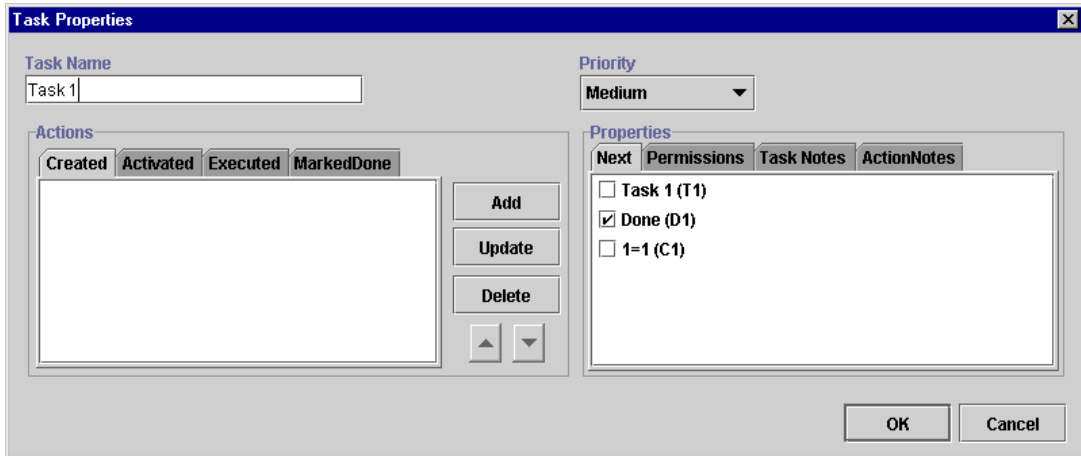 Task Properties
Task Name
Priority
Task 1
Medium
Actions
Created Activated Executed MarkedDone
Add
Update
Delete
Properties
Next Permissions Task Notes ActionNotes
Task 1 (T1)
Done (D1)
1=1 (C1)
OK Cancel